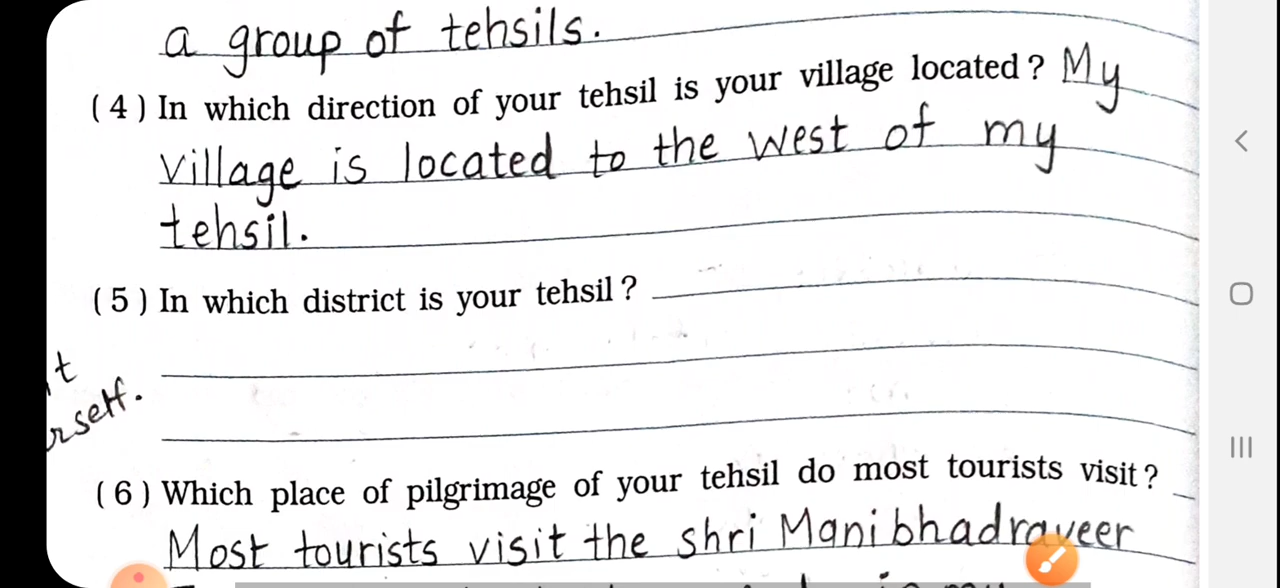 a group of tehsils.
(4) In which direction of your tehsil is your village located? My
village is located to the west of my
tehsil.
(5) In which district is your tehsil?
t
rself.
(6) Which place of pilgrimage of your tehsil do most tourists visit?
Most tourists visit the shri Manibhadraveer